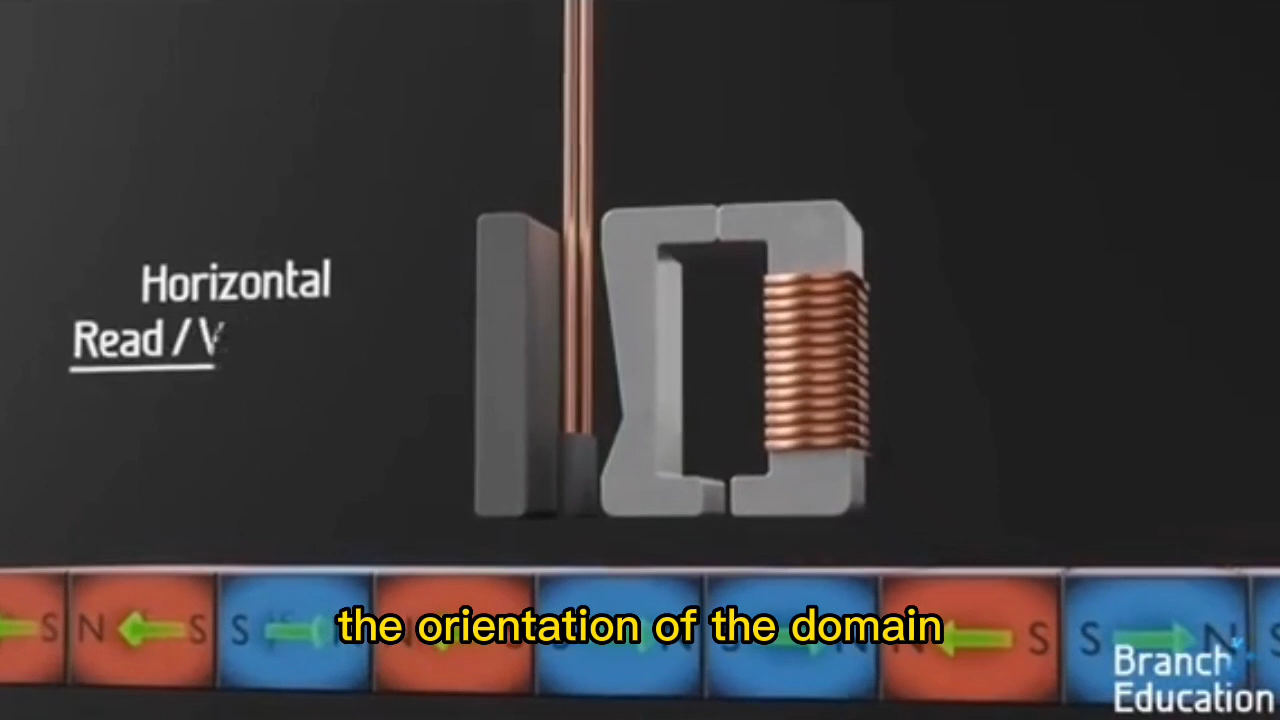 Horizontal
Read /
S N S S N S S N
the orientation of the domain
Branch
Education